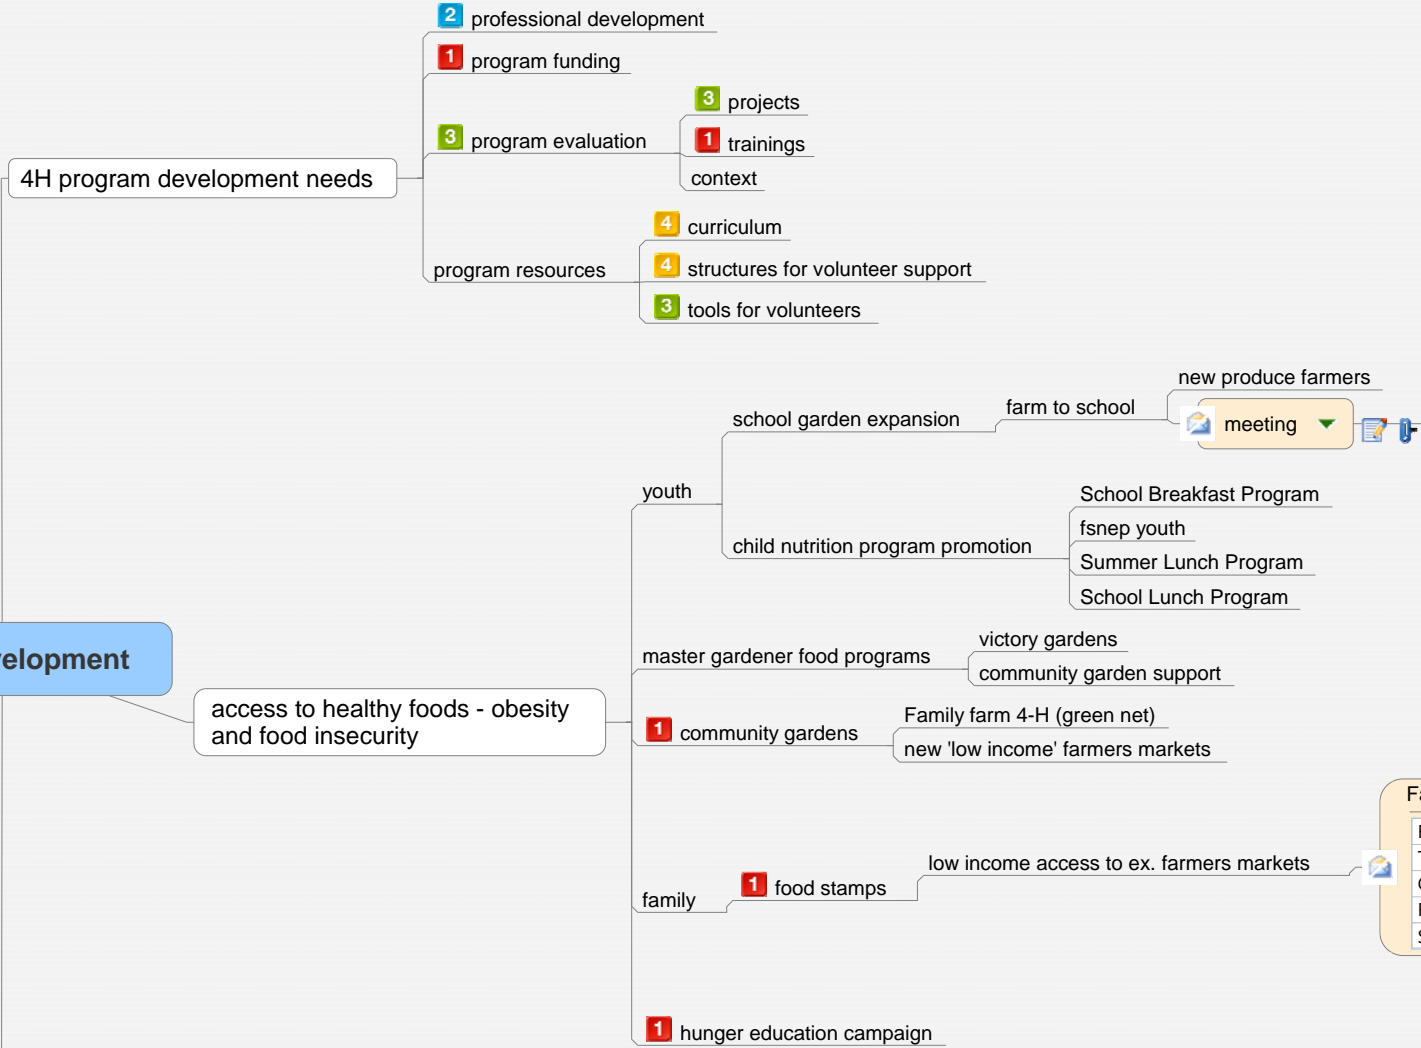 2 professional development
1 program funding
3 program evaluation
3 projects
1 trainings
context
4H program development needs
program resources
4 curriculum
4 structures for volunteer support
3 tools for volunteers
youth
school garden expansion
farm to school
new produce farmers
meeting
child nutrition program promotion
School Breakfast Program
fsnep youth
Summer Lunch Program
School Lunch Program
master gardener food programs
victory gardens
community garden support
velopment
access to healthy foods - obesity
and food insecurity
1 community gardens
Family farm 4-H (green net)
new 'low income' farmers markets
family
1 food stamps
low income access to ex. farmers markets
1 hunger education campaign